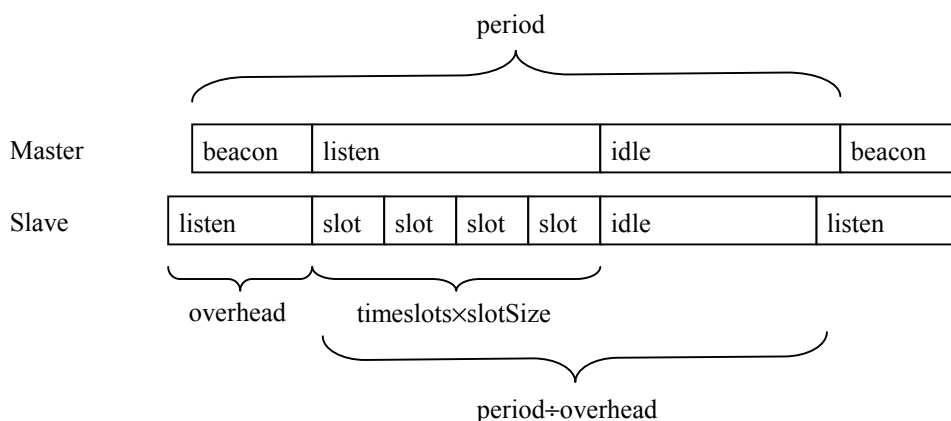 period
Master beacon listen idle beacon
Slave listen slot slot slot slot idle listen
overhead timeslots×slotSize
period÷overhead